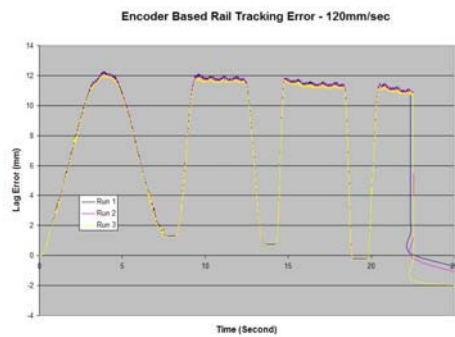 Encoder Based Rail Tracking Error - 120mm/sec
14
12
10
8
6
4
2
0
-2
-4
Lag Error (mm)
Run 1
Run 2
Run 3
0
5
10
15
20
25
Time (Second)